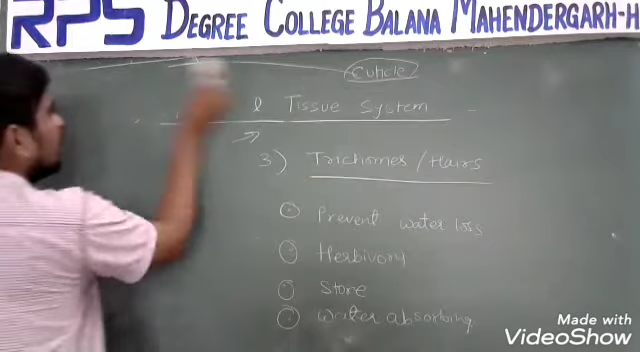 RPS DEGREE COLLEGE BALANA MAHENDERGARH-H
Cuticle
l Tissue System
3) Trichomes / Hairs
Prevent water loss
Herbivory
Store
Water absorbing
Made with
VideoShow